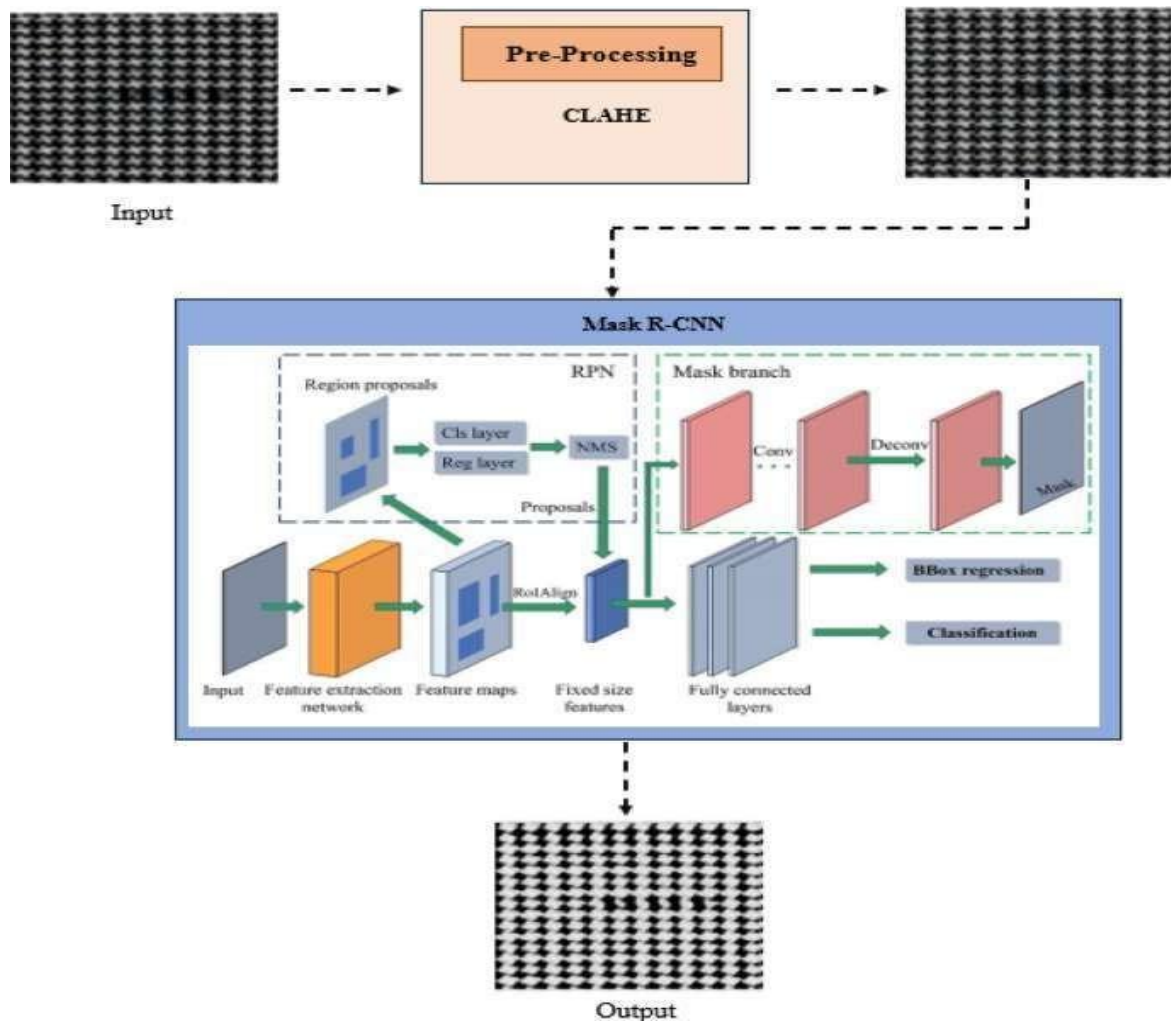 Pre-Processing
CLAHE
Input
Mask R-CNN
RPN
Region proposals
Cls layer
Reg layer
NMS
Proposals
Mask branch
Conv
Deconv
Mask
RoIAlign
BBox regression
Classification
Input
Feature extraction
network
Feature maps
Fixed size
features
Fully connected
layers
Output